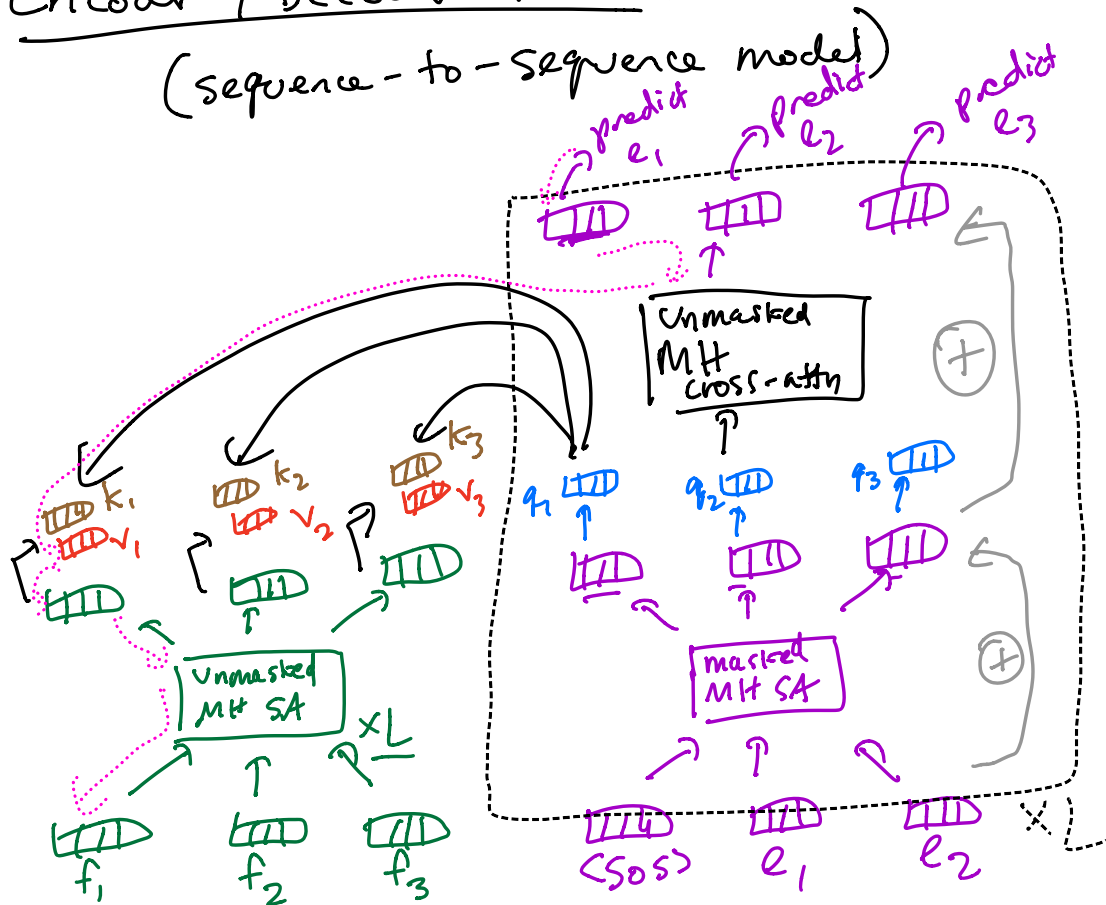 (sequence-to-sequence model)
predict e₁
predict e₂
predict e₃
Unmasked
MH
cross-attn
+
k₁
v₁
k₂
v₂
k₃
v₃
q₁
q₂
q₃
Unmasked
MH SA
×L
masked
MH SA
+
f₁
f₂
f₃
<SOS>
e₁
e₂